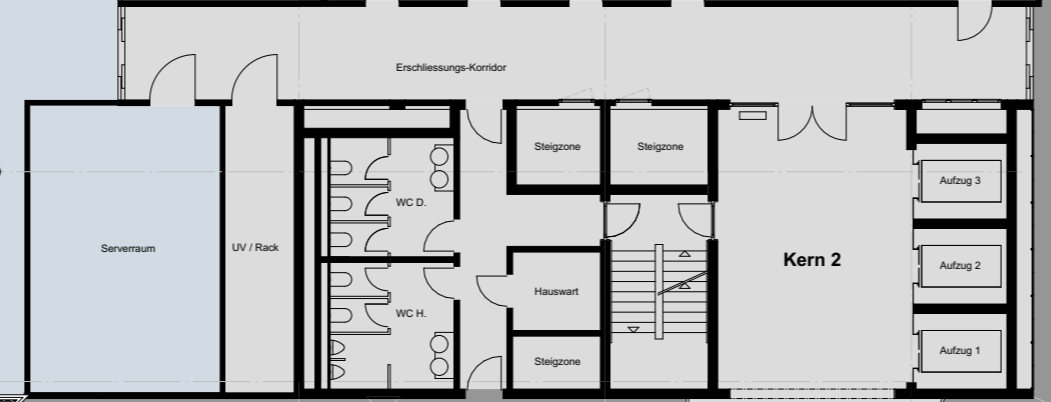 Erschliessungs-Korridor
Steigzone
Steigzone
Aufzug 3
WC D.
Serverraum
UV / Rack
Kern 2
Aufzug 2
Hauswart
WC H.
Aufzug 1
Steigzone